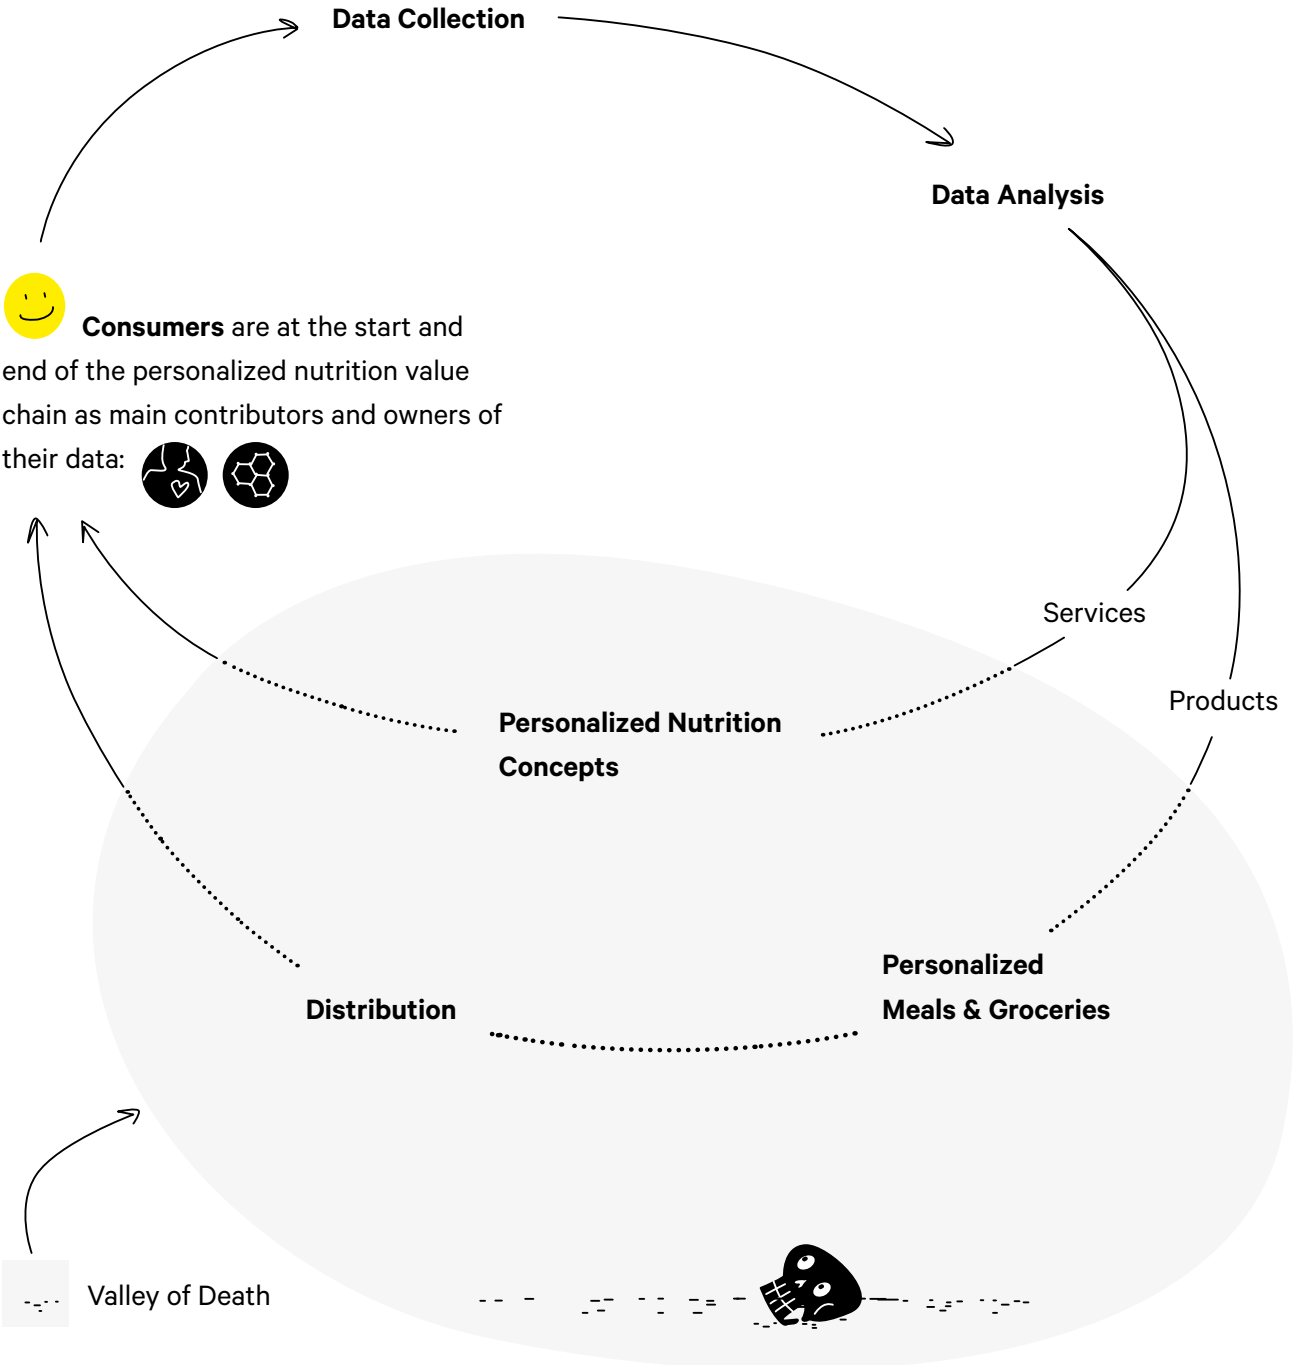 Data Collection
Data Analysis
Consumers are at the start and
end of the personalized nutrition value
chain as main contributors and owners of
their data:
Services
Products
Personalized Nutrition
Concepts
Personalized
Meals & Groceries
Distribution
Valley of Death